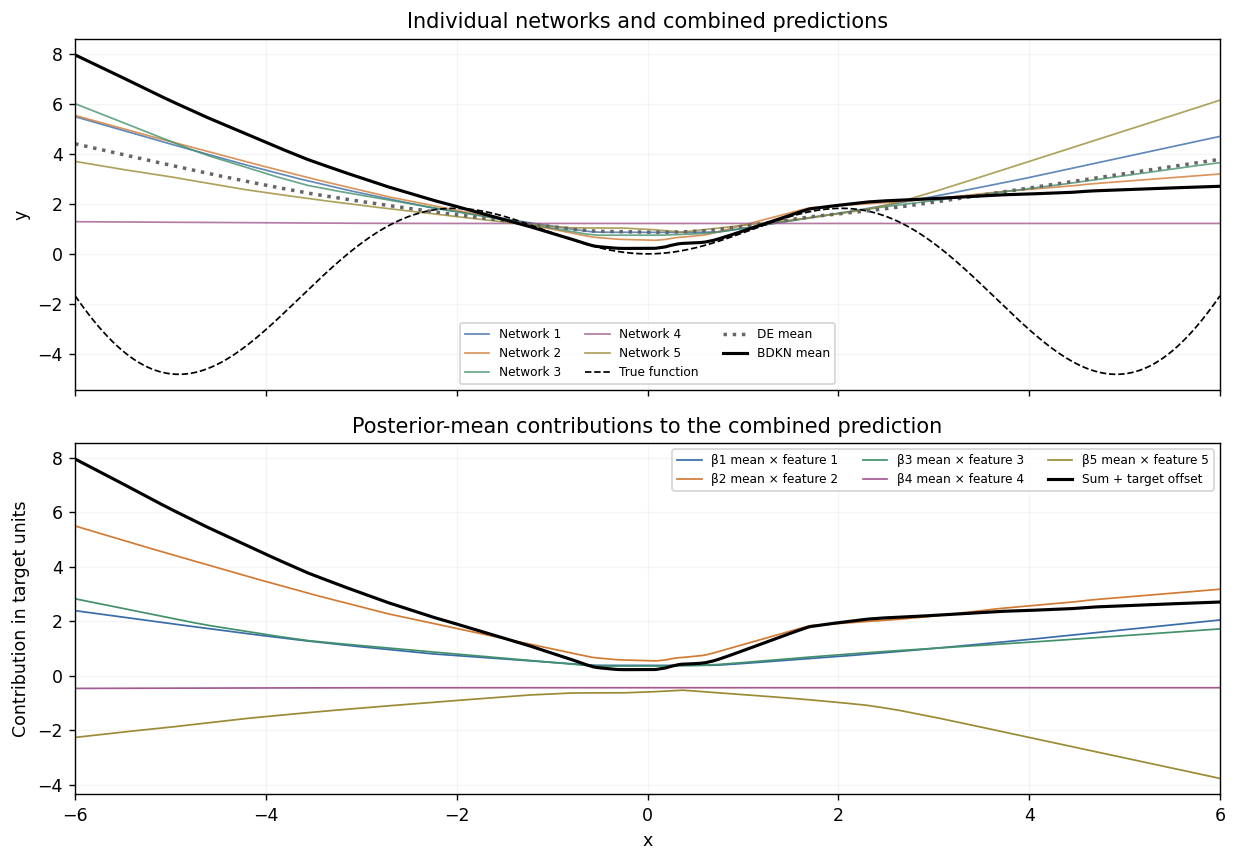 Individual networks and combined predictions
8
6
4
2
0
−2
−4
y
Network 1
Network 2
Network 3
Network 4
Network 5
True function
DE mean
BDKN mean
Posterior-mean contributions to the combined prediction
8
6
4
2
0
−2
−4
Contribution in target units
β1 mean × feature 1
β2 mean × feature 2
β3 mean × feature 3
β4 mean × feature 4
β5 mean × feature 5
Sum + target offset
−6 −4 −2 0 2 4 6
x